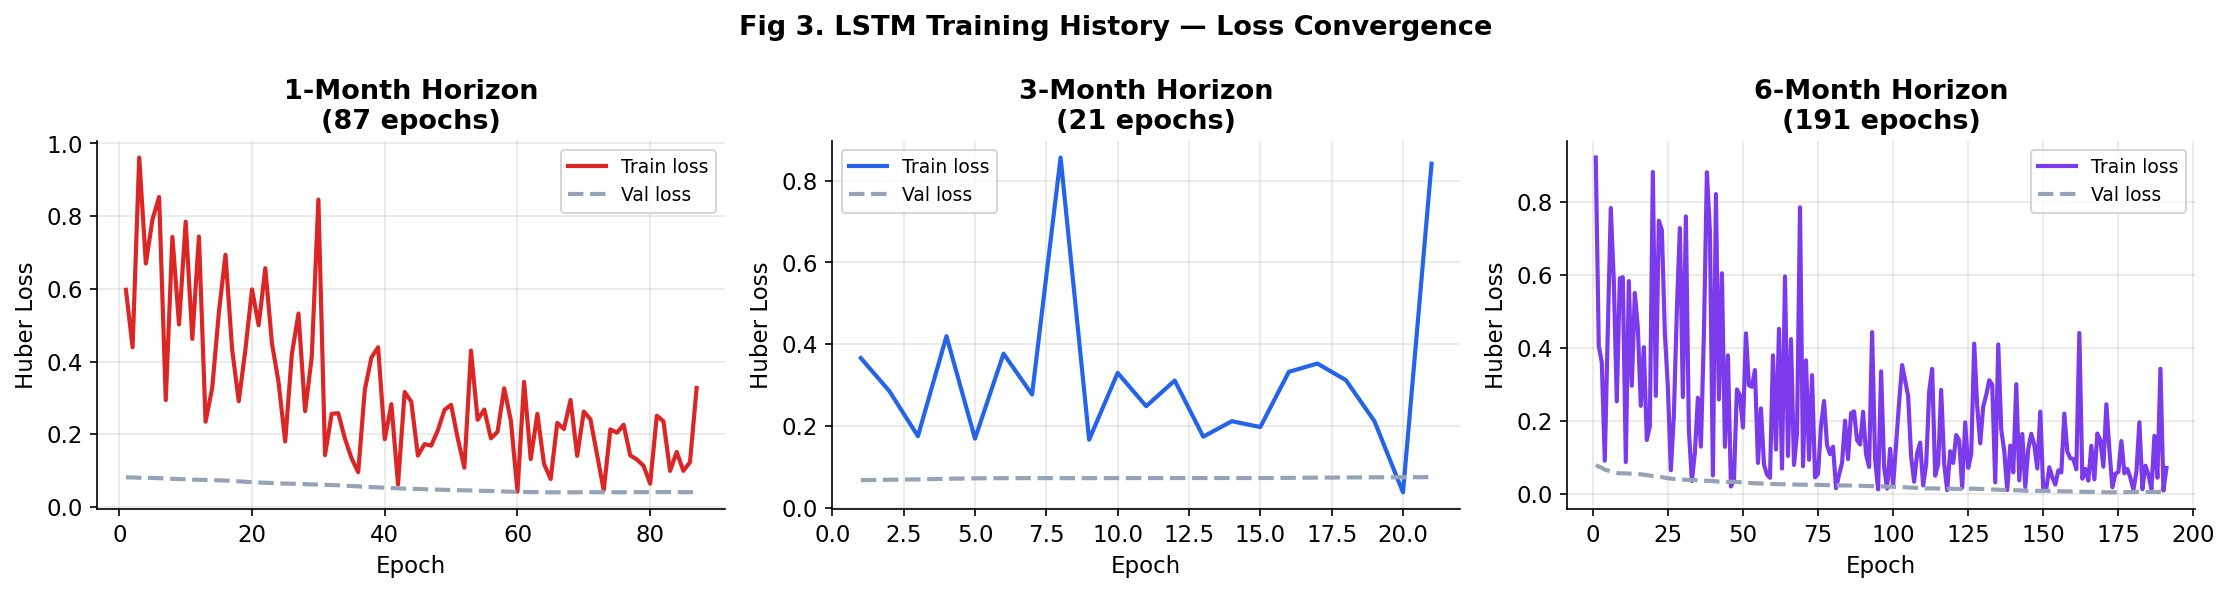 Fig 3. LSTM Training History — Loss Convergence
1-Month Horizon
(87 epochs)
Huber Loss
1.0
0.8
0.6
0.4
0.2
0.0
Train loss
Val loss
0 20 40 60 80
Epoch
3-Month Horizon
(21 epochs)
Huber Loss
0.8
0.6
0.4
0.2
0.0
Train loss
Val loss
0.0 2.5 5.0 7.5 10.0 12.5 15.0 17.5 20.0
Epoch
6-Month Horizon
(191 epochs)
Huber Loss
0.8
0.6
0.4
0.2
0.0
Train loss
Val loss
0 25 50 75 100 125 150 175 200
Epoch